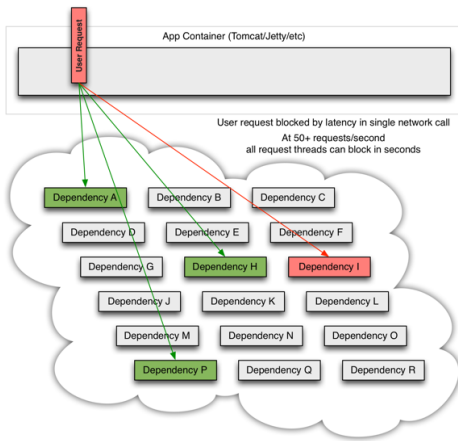 User Request
App Container (Tomcat/Jetty/etc)
User request blocked by latency in single network call
At 50+ requests/second
all request threads can block in seconds
Dependency A
Dependency B
Dependency C
Dependency D
Dependency E
Dependency F
Dependency G
Dependency H
Dependency I
Dependency J
Dependency K
Dependency L
Dependency M
Dependency N
Dependency O
Dependency P
Dependency Q
Dependency R